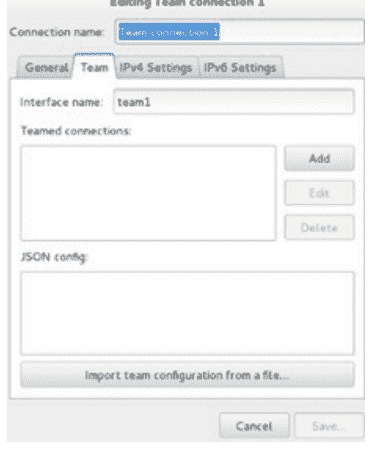 Editing Team connection 1
Connection name: Team connection 1
General Team IPv4 Settings IPv6 Settings
Interface name: team1
Teamed connections:
Add
Edit
Delete
JSON config:
Import team configuration from a file...
Cancel Save...